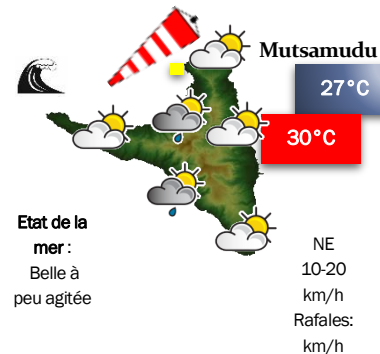 Mutsamudu
27°C
30°C
Etat de la
mer :
Belle à
peu agitée
NE
10-20
km/h
Rafales:
km/h